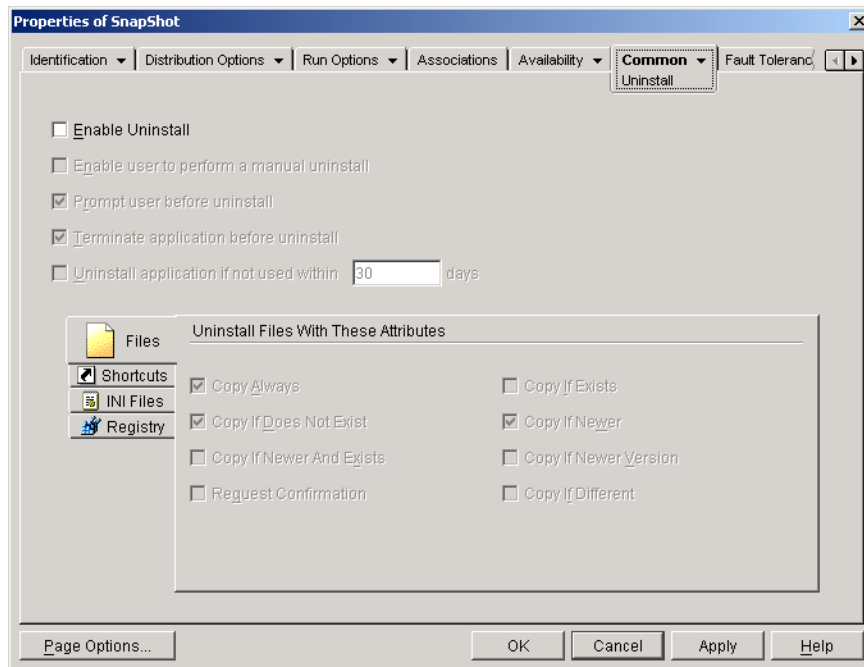 Properties of SnapShot
Identification Distribution Options Run Options Associations Availability Common Fault Toleranc
Uninstall
Enable Uninstall
Enable user to perform a manual uninstall
Prompt user before uninstall
Terminate application before uninstall
Uninstall application if not used within 30 days
Files
Shortcuts
INI Files
Registry
Uninstall Files With These Attributes
Copy Always Copy If Exists
Copy If Does Not Exist Copy If Newer
Copy If Newer And Exists Copy If Newer Version
Request Confirmation Copy If Different
Page Options... OK Cancel Apply Help